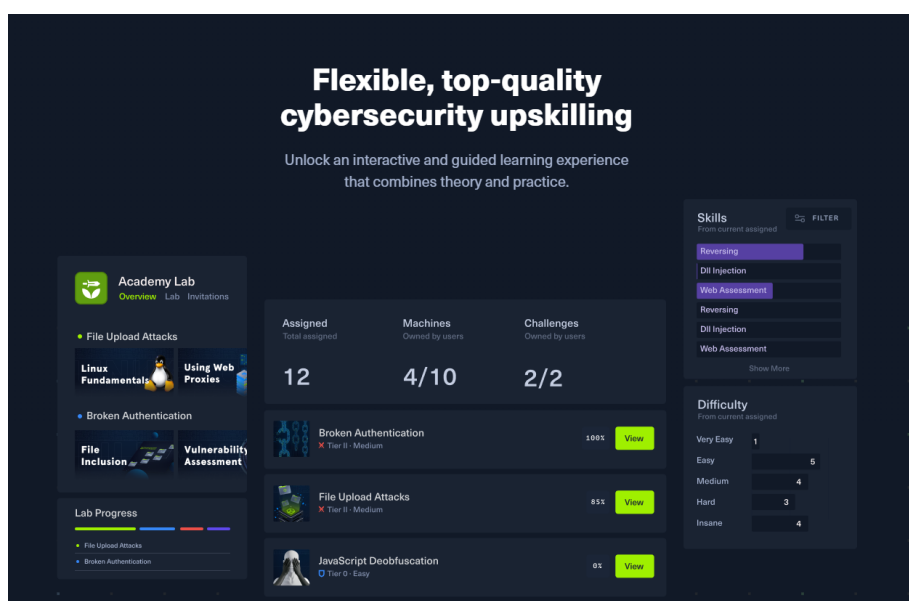 Flexible, top-quality
cybersecurity upskilling
Unlock an interactive and guided learning experience
that combines theory and practice.
Academy Lab
Overview Lab Invitations
File Upload Attacks
Linux
Fundamentals
Using Web
Proxies
Broken Authentication
File
Inclusion
Vulnerability
Assessment
Lab Progress
File Upload Attacks
Broken Authentication
Assigned
Total assigned
12
Machines
Owned by users
4/10
Challenges
Owned by users
2/2
Broken Authentication
Tier II · Medium
100%
View
File Upload Attacks
Tier II · Medium
85%
View
JavaScript Deobfuscation
Tier 0 · Easy
0%
View
Skills
From current assigned
FILTER
Reversing
Dll Injection
Web Assessment
Reversing
Dll Injection
Web Assessment
Show More
Difficulty
From current assigned
Very Easy 1
Easy 5
Medium 4
Hard 3
Insane 4